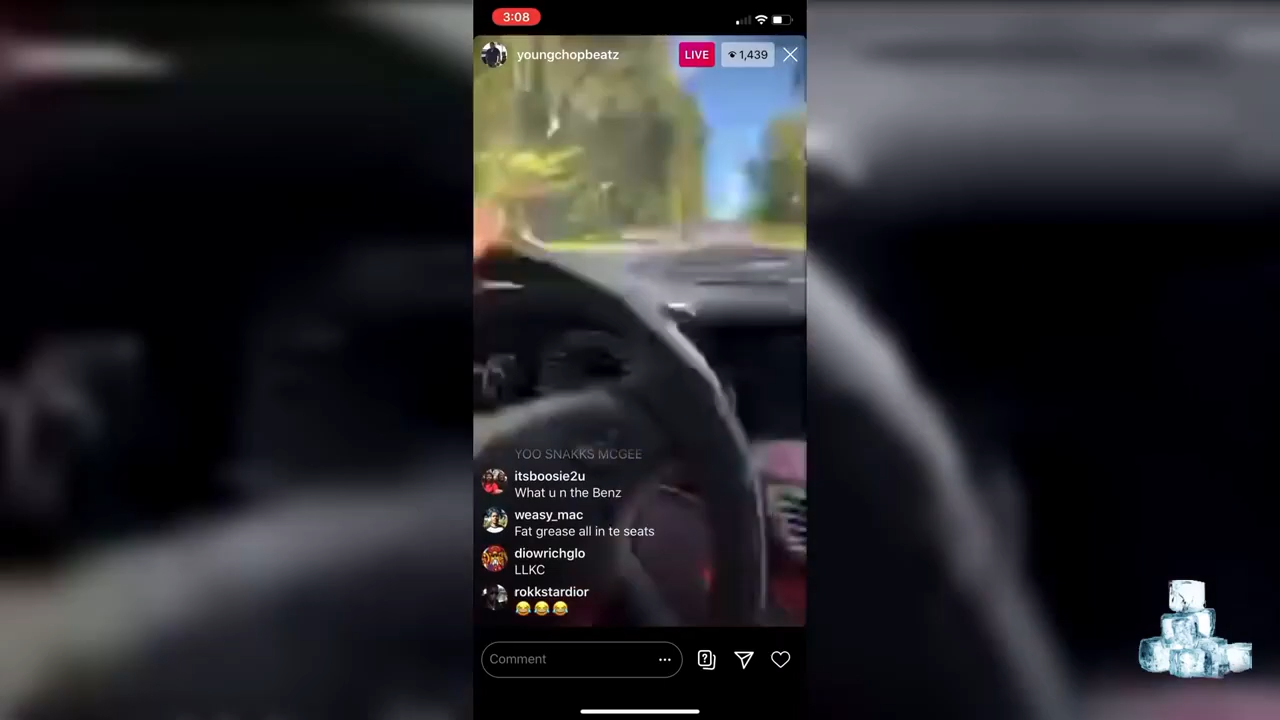 3:08
youngchopbeatz
LIVE
1,439
YOO SNAKKS MCGEE
itsboosie2u
What u n the Benz
weasy_mac
Fat grease all in te seats
diowrichglo
LLKC
rokkstardior
😂😂😂
Comment